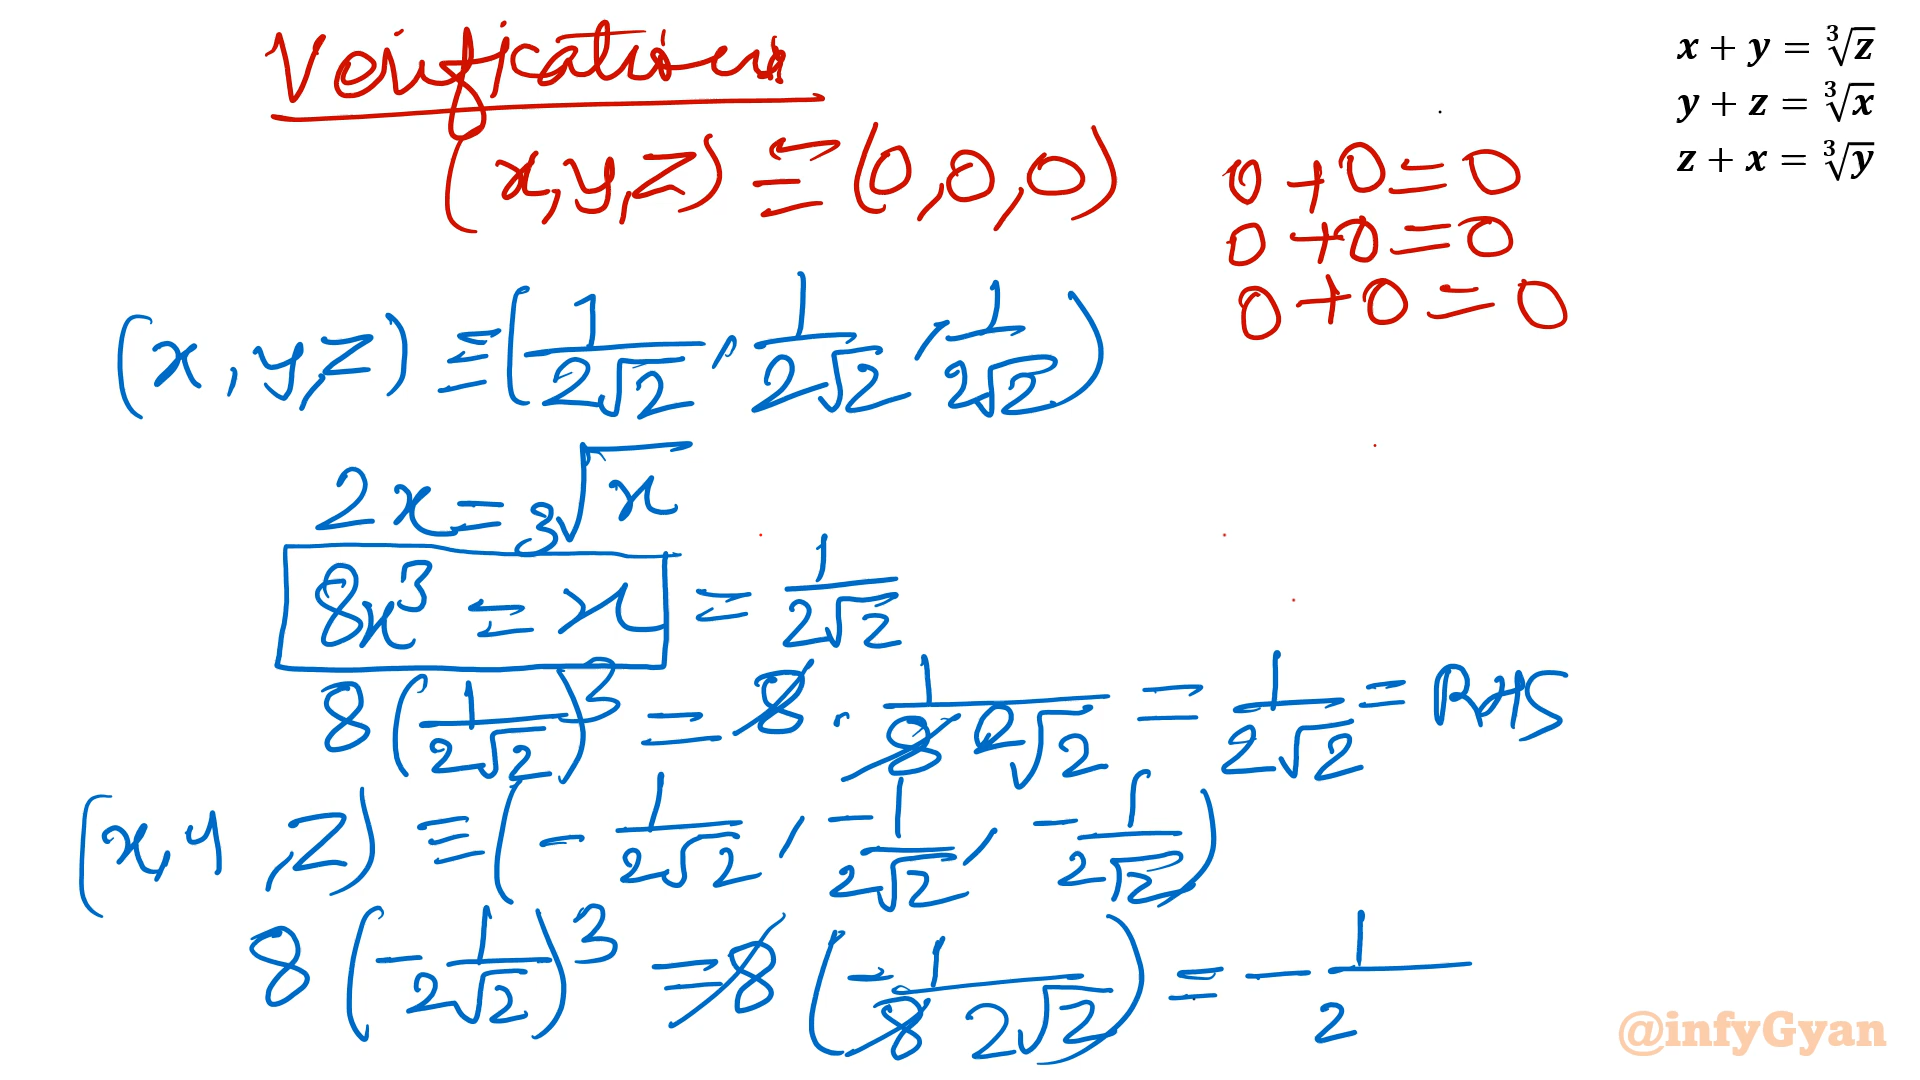 Verification
x + y = ∛z
y + z = ∛x
z + x = ∛y
(x, y, z) ≡ (0, 0, 0)
0 + 0 = 0
0 + 0 = 0
0 + 0 = 0
(x, y, z) ≡ (1/2√2, 1/2√2, 1/2√2)
2x = ∛x
8x³ = x = 1/2√2
8(1/2√2)³ = 8 · 1/8 2√2 = 1/2√2 = RHS
(x, y, z) ≡ (-1/2√2, -1/2√2, -1/2√2)
8(-1/2√2)³ = 8(-1/8 2√2) = -1/2
@infyGyan